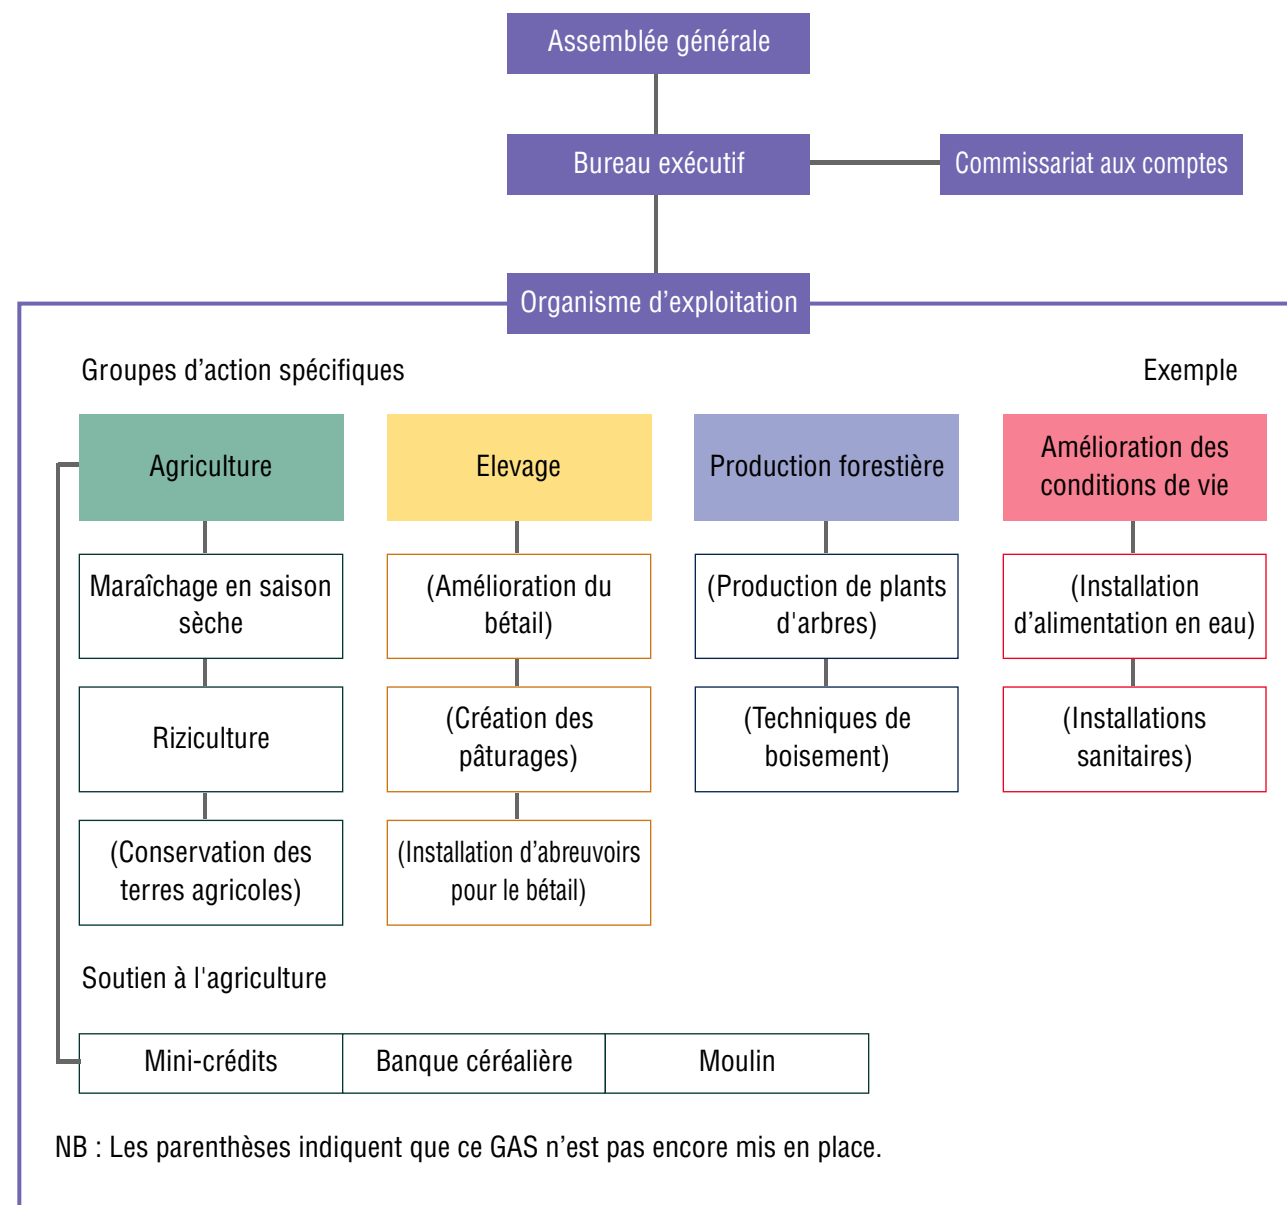 Assemblée générale
Bureau exécutif
Commissariat aux comptes
Organisme d’exploitation
Groupes d’action spécifiques
Exemple
Agriculture
Elevage
Production forestière
Amélioration des
conditions de vie
Maraîchage en saison
sèche
(Amélioration du
bétail)
(Production de plants
d'arbres)
(Installation
d’alimentation en eau)
Riziculture
(Création des
pâturages)
(Techniques de
boisement)
(Installations
sanitaires)
(Conservation des
terres agricoles)
(Installation d’abreuvoirs
pour le bétail)
Soutien à l'agriculture
Mini-crédits
Banque céréalière
Moulin
NB : Les parenthèses indiquent que ce GAS n’est pas encore mis en place.